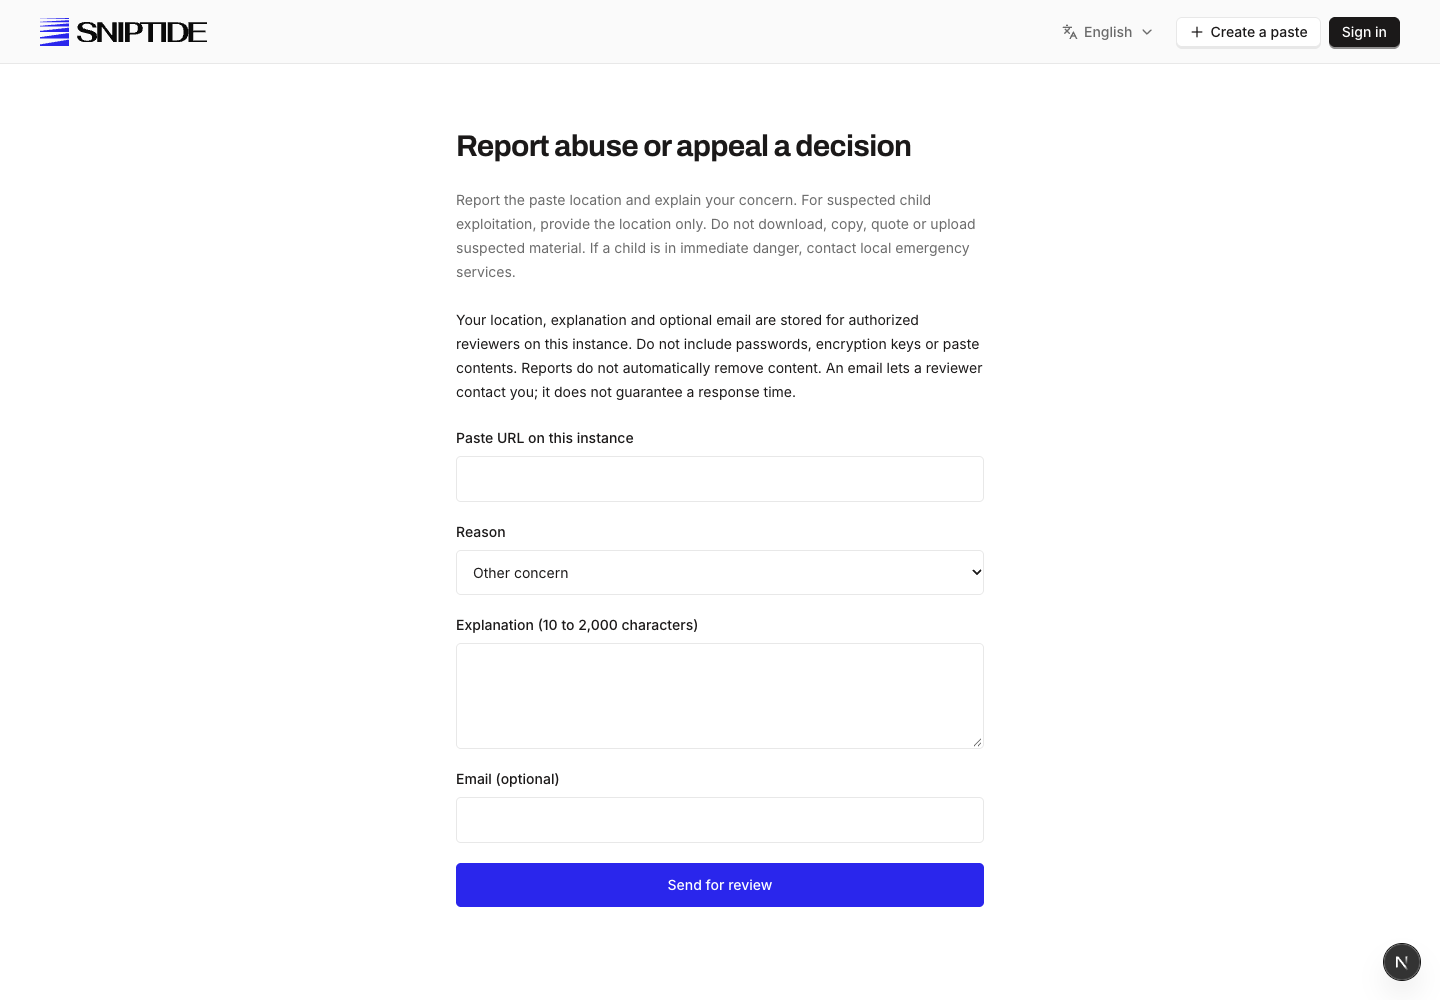 SNIPTIDE
English
Create a paste
Sign in
Report abuse or appeal a decision
Report the paste location and explain your concern. For suspected child
exploitation, provide the location only. Do not download, copy, quote or upload
suspected material. If a child is in immediate danger, contact local emergency
services.
Your location, explanation and optional email are stored for authorized
reviewers on this instance. Do not include passwords, encryption keys or paste
contents. Reports do not automatically remove content. An email lets a reviewer
contact you; it does not guarantee a response time.
Paste URL on this instance
Reason
Other concern
Explanation (10 to 2,000 characters)
Email (optional)
Send for review
N